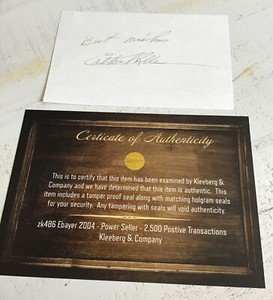 Best wishes
Certicate of Authenticity
This is to certify that this item has been examined by Kleeberg &
Company and we have determined that this item is authentic. This
item includes a tamper proof seal along with matching holgram seals
for your security. Any tampering with seals will void authenticity.
zk486 Ebayer 2004 - Power Seller - 2,500 Postive Transactions
Kleeberg & Company